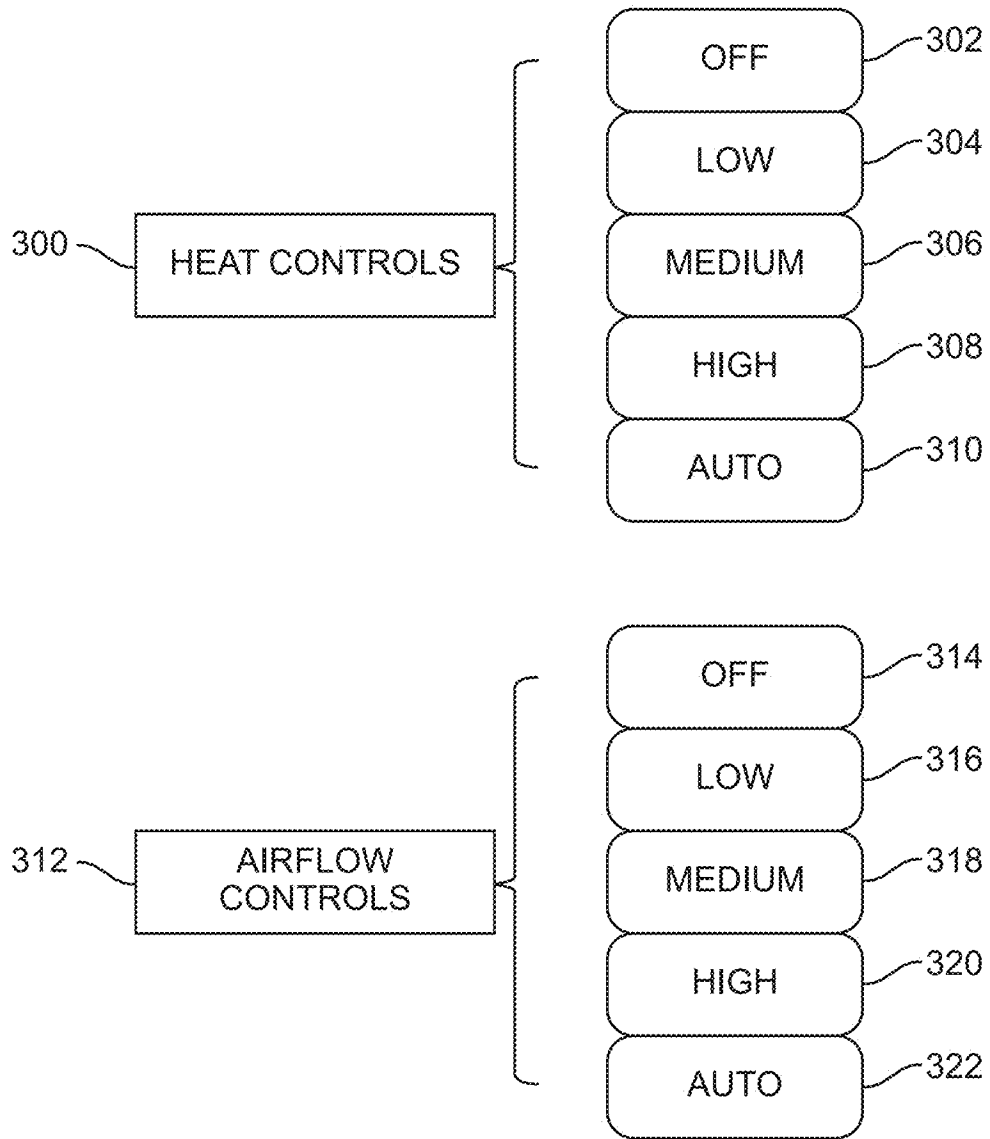 OFF 302
LOW 304
300 HEAT CONTROLS MEDIUM 306
HIGH 308
AUTO 310
OFF 314
LOW 316
312 AIRFLOW
CONTROLS MEDIUM 318
HIGH 320
AUTO 322